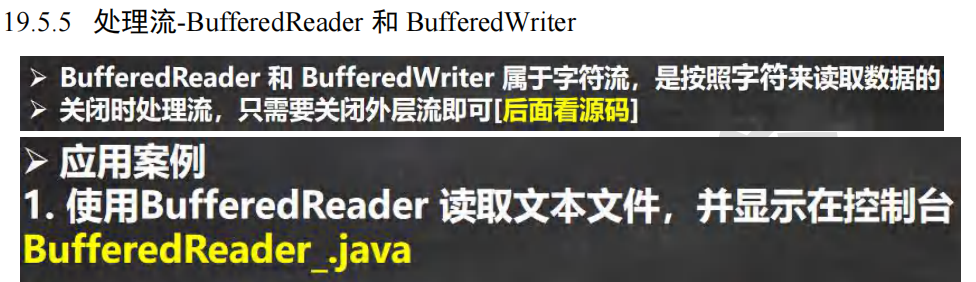 19.5.5 处理流-BufferedReader 和 BufferedWriter
➢ BufferedReader 和 BufferedWriter 属于字符流，是按照字符来读取数据的
➢ 关闭时处理流，只需要关闭外层流即可[后面看源码]
➢ 应用案例
1. 使用BufferedReader 读取文本文件，并显示在控制台
BufferedReader_.java